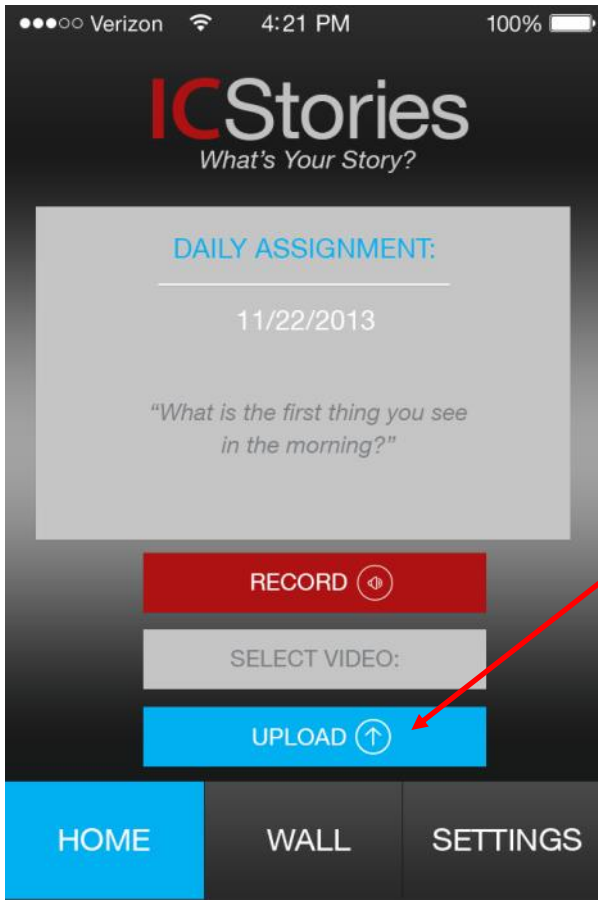 Verizon 4:21 PM 100%
ICStories
What's Your Story?
DAILY ASSIGNMENT:
11/22/2013
“What is the first thing you see
in the morning?”
RECORD
SELECT VIDEO:
UPLOAD
HOME WALL SETTINGS